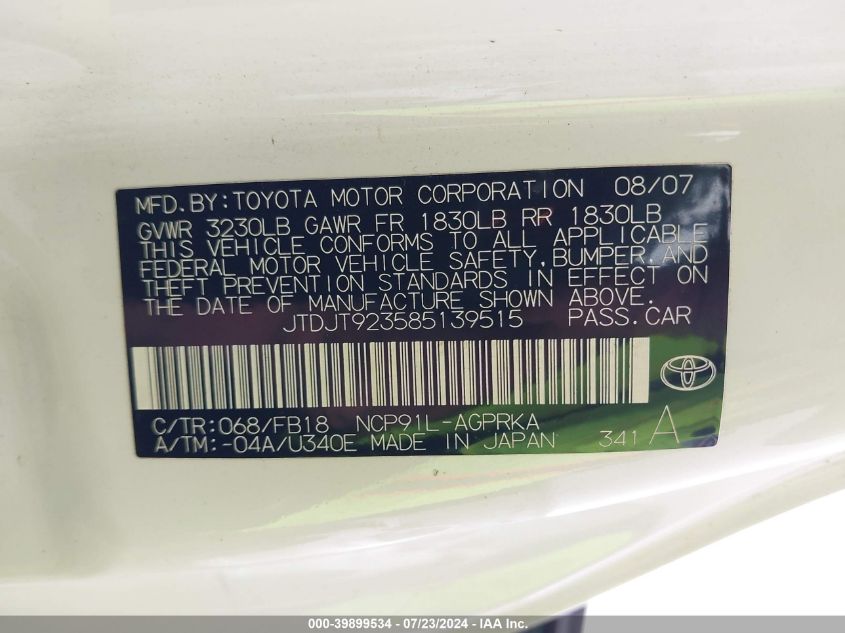 MFD. BY: TOYOTA MOTOR CORPORATION 08/07
GVWR 3230LB GAWR FR 1830LB RR 1830LB
THIS VEHICLE CONFORMS TO ALL APPLICABLE
FEDERAL MOTOR VEHICLE SAFETY, BUMPER, AND
THEFT PREVENTION STANDARDS IN EFFECT ON
THE DATE OF MANUFACTURE SHOWN ABOVE.
JTDJT923585139515 PASS. CAR
C/TR: 068/FB18 NCP91L-AGPRKA
A/TM: -04A/U340E MADE IN JAPAN 341 A
000-39899534 - 07/23/2024 - IAA Inc.